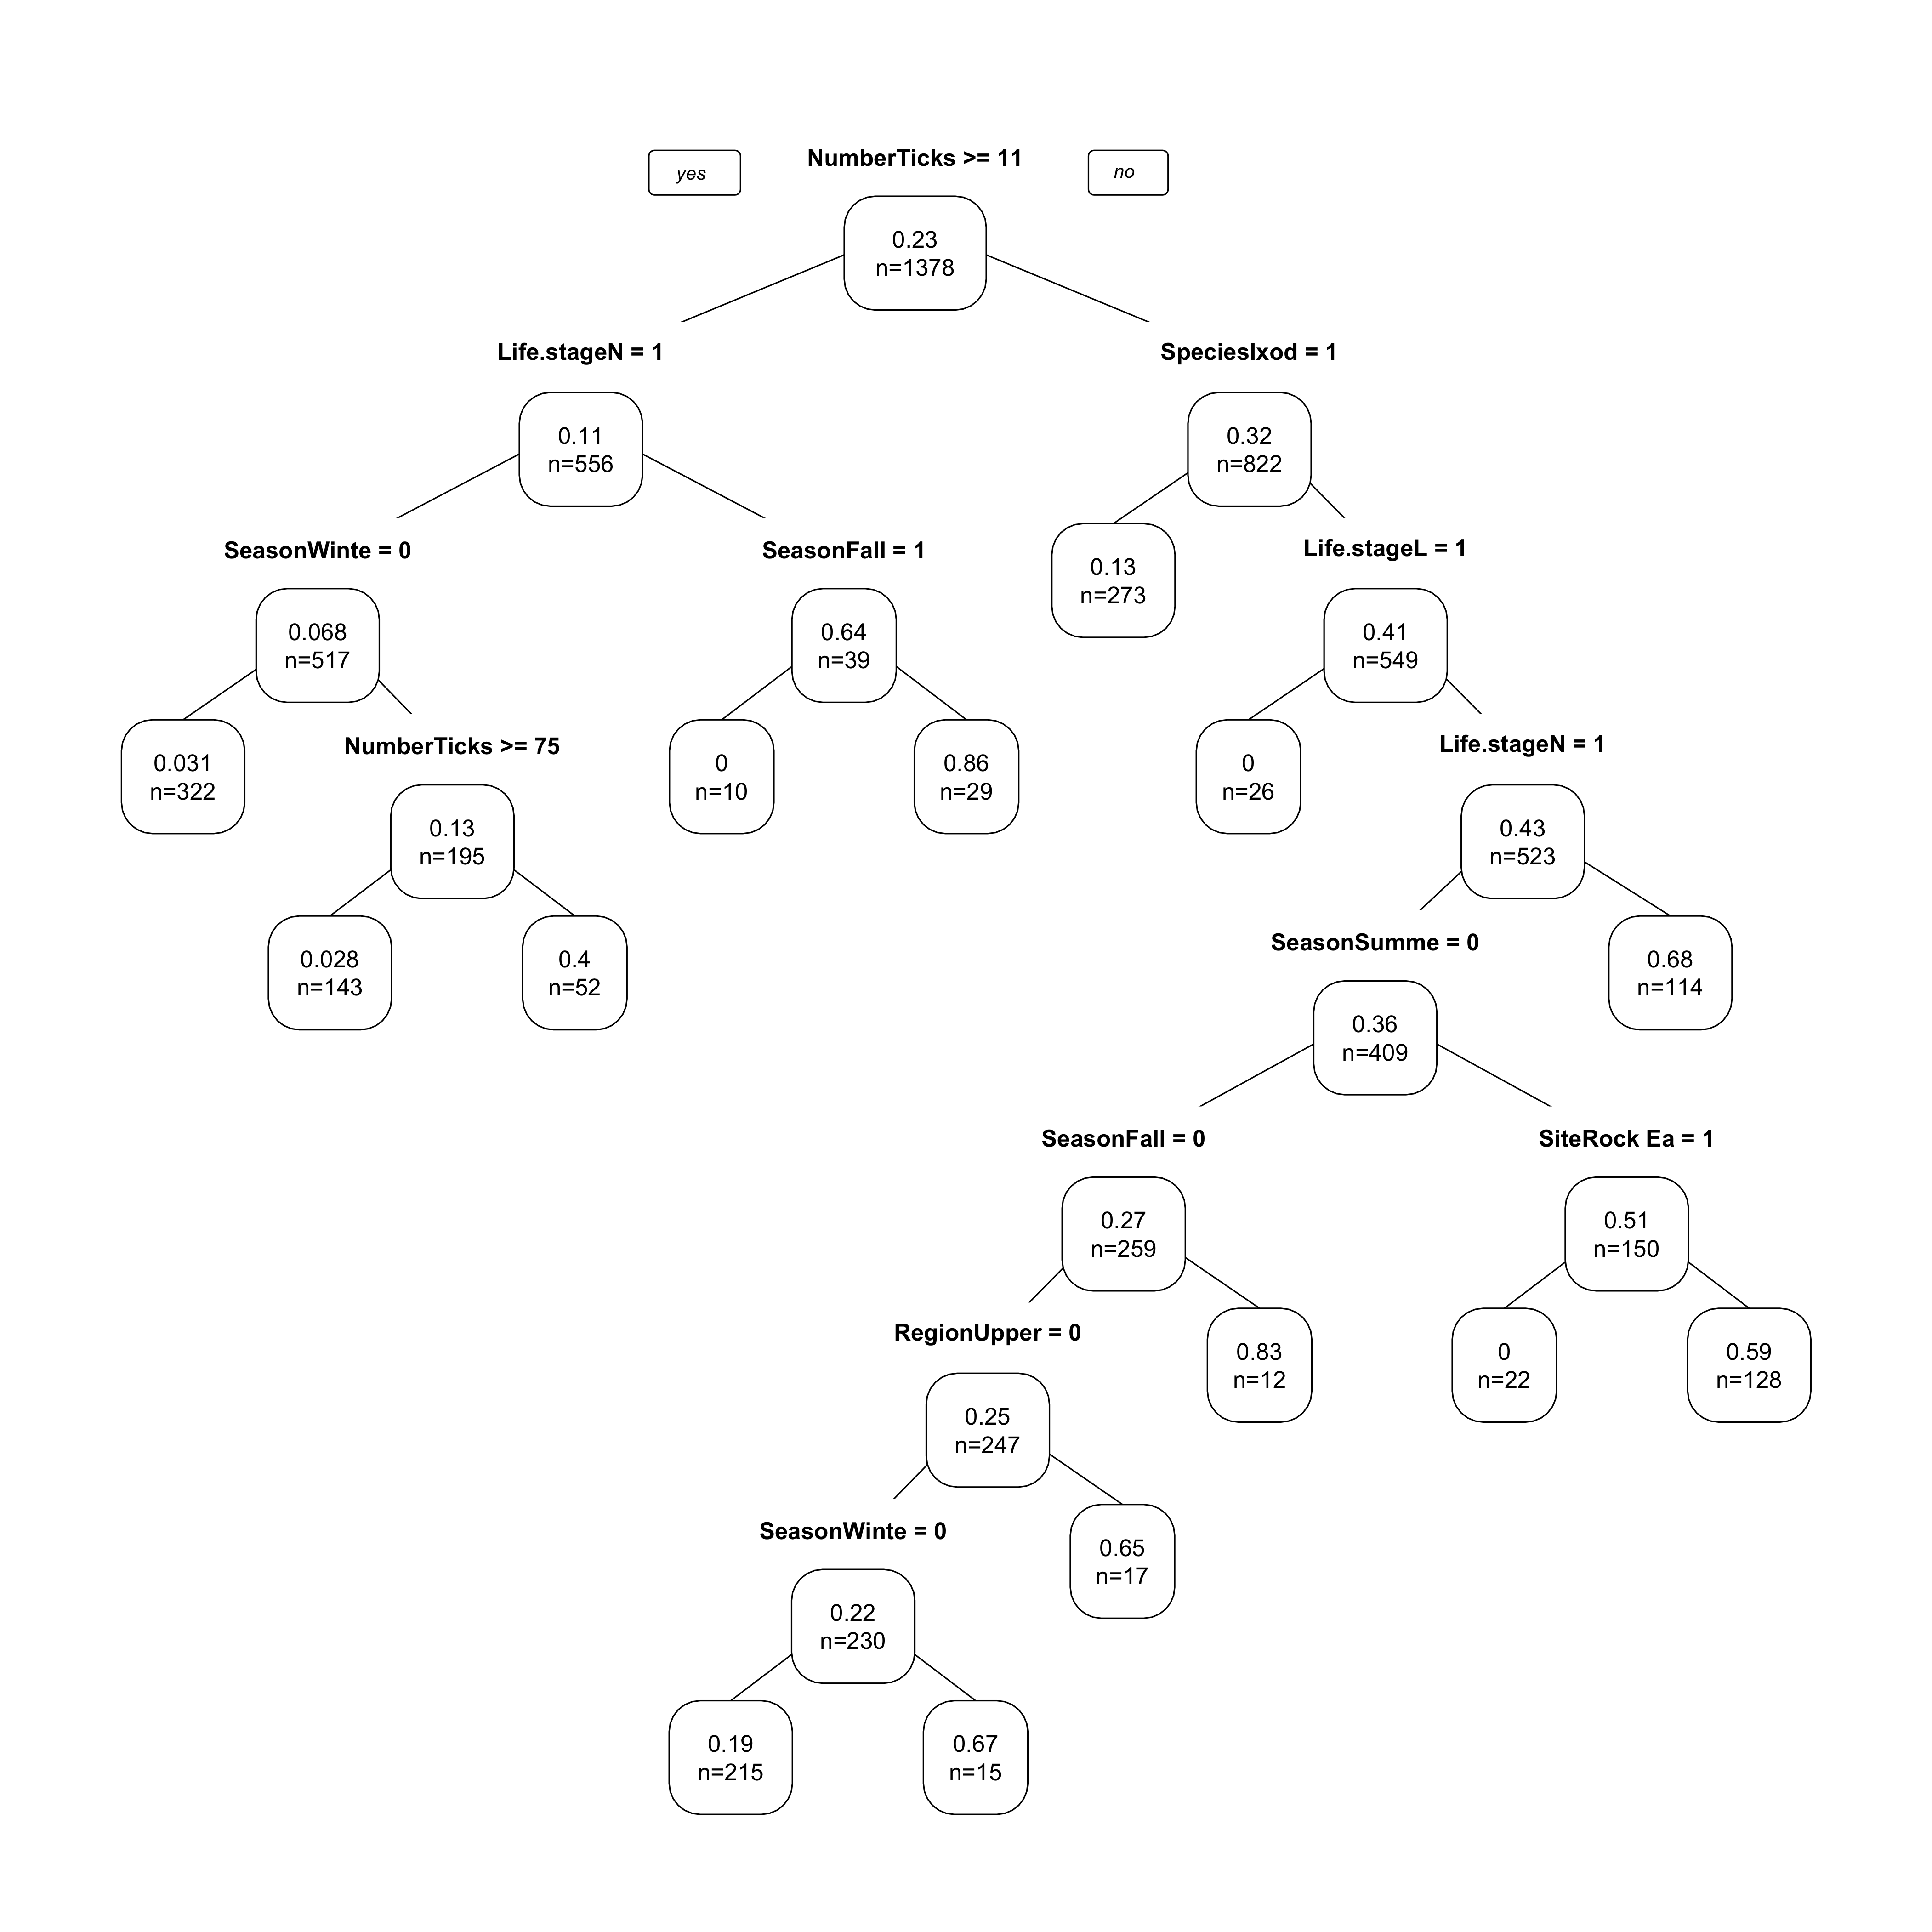 NumberTicks >= 11
yes
no
0.23
n=1378
Life.stageN = 1
SpeciesIxod = 1
0.11
n=556
0.32
n=822
SeasonWinte = 0
SeasonFall = 1
0.13
n=273
Life.stageL = 1
0.068
n=517
0.64
n=39
0.41
n=549
0.031
n=322
NumberTicks >= 75
0
n=10
0.86
n=29
0
n=26
Life.stageN = 1
0.13
n=195
0.43
n=523
0.028
n=143
0.4
n=52
SeasonSumme = 0
0.68
n=114
0.36
n=409
SeasonFall = 0
SiteRock Ea = 1
0.27
n=259
0.51
n=150
RegionUpper = 0
0.83
n=12
0
n=22
0.59
n=128
0.25
n=247
SeasonWinte = 0
0.65
n=17
0.22
n=230
0.19
n=215
0.67
n=15